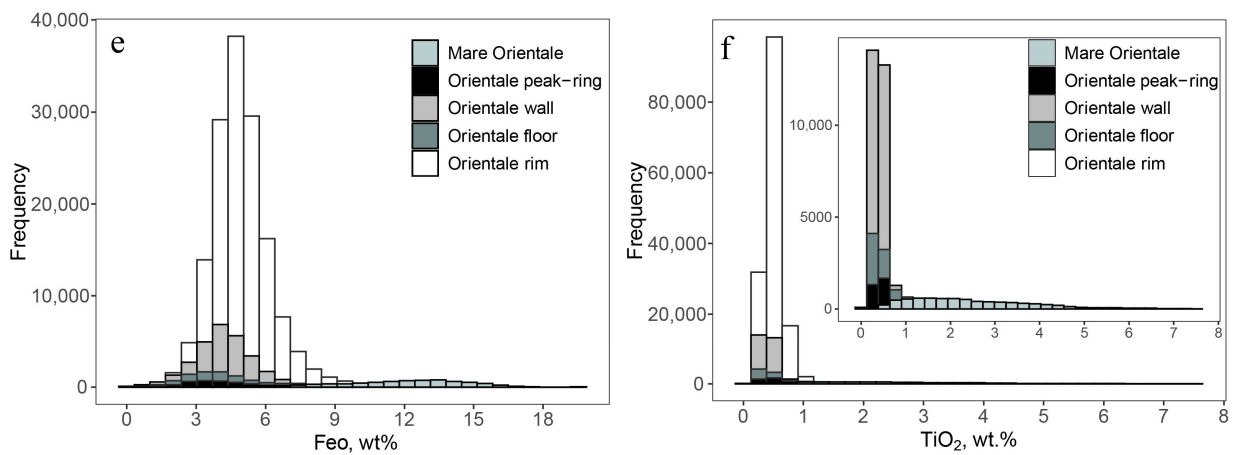 e
40,000
30,000
20,000
10,000
0
Frequency
0 3 6 9 12 15 18
Feo, wt%
Mare Orientale
Orientale peak-ring
Orientale wall
Orientale floor
Orientale rim
f
80,000
60,000
40,000
20,000
0
Frequency
0 1 2 3 4 5 6 7 8
TiO₂, wt.%
10,000
5000
0
0 1 2 3 4 5 6 7 8
Mare Orientale
Orientale peak-ring
Orientale wall
Orientale floor
Orientale rim